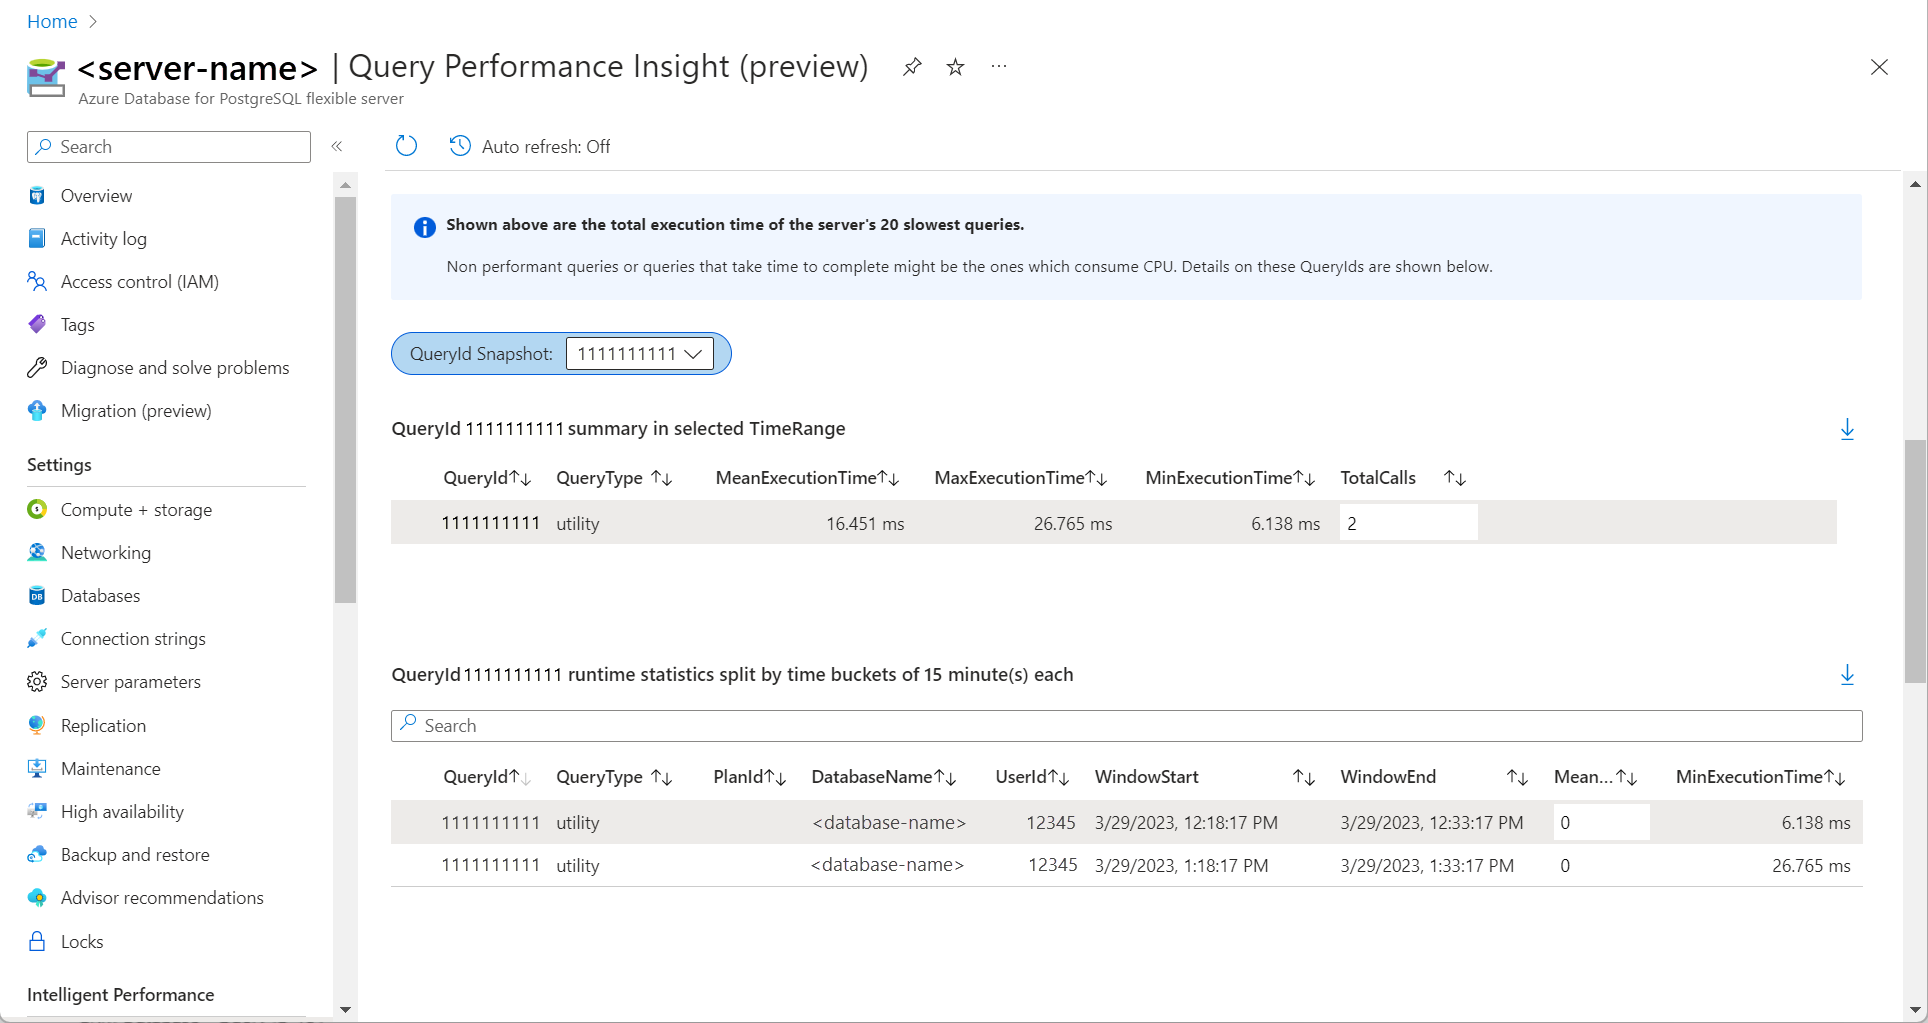 Home
<server-name> | Query Performance Insight (preview)
Azure Database for PostgreSQL flexible server
Search
Overview
Activity log
Access control (IAM)
Tags
Diagnose and solve problems
Migration (preview)
Settings
Compute + storage
Networking
Databases
Connection strings
Server parameters
Replication
Maintenance
High availability
Backup and restore
Advisor recommendations
Locks
Intelligent Performance
Auto refresh: Off
Shown above are the total execution time of the server's 20 slowest queries.
Non performant queries or queries that take time to complete might be the ones which consume CPU. Details on these QueryIds are shown below.
QueryId Snapshot: 1111111111
QueryId 1111111111 summary in selected TimeRange
QueryId QueryType MeanExecutionTime MaxExecutionTime MinExecutionTime TotalCalls
1111111111 utility 16.451 ms 26.765 ms 6.138 ms 2
QueryId 1111111111 runtime statistics split by time buckets of 15 minute(s) each
Search
QueryId QueryType PlanId DatabaseName UserId WindowStart WindowEnd Mean... MinExecutionTime
1111111111 utility <database-name> 12345 3/29/2023, 12:18:17 PM 3/29/2023, 12:33:17 PM 0 6.138 ms
1111111111 utility <database-name> 12345 3/29/2023, 1:18:17 PM 3/29/2023, 1:33:17 PM 0 26.765 ms